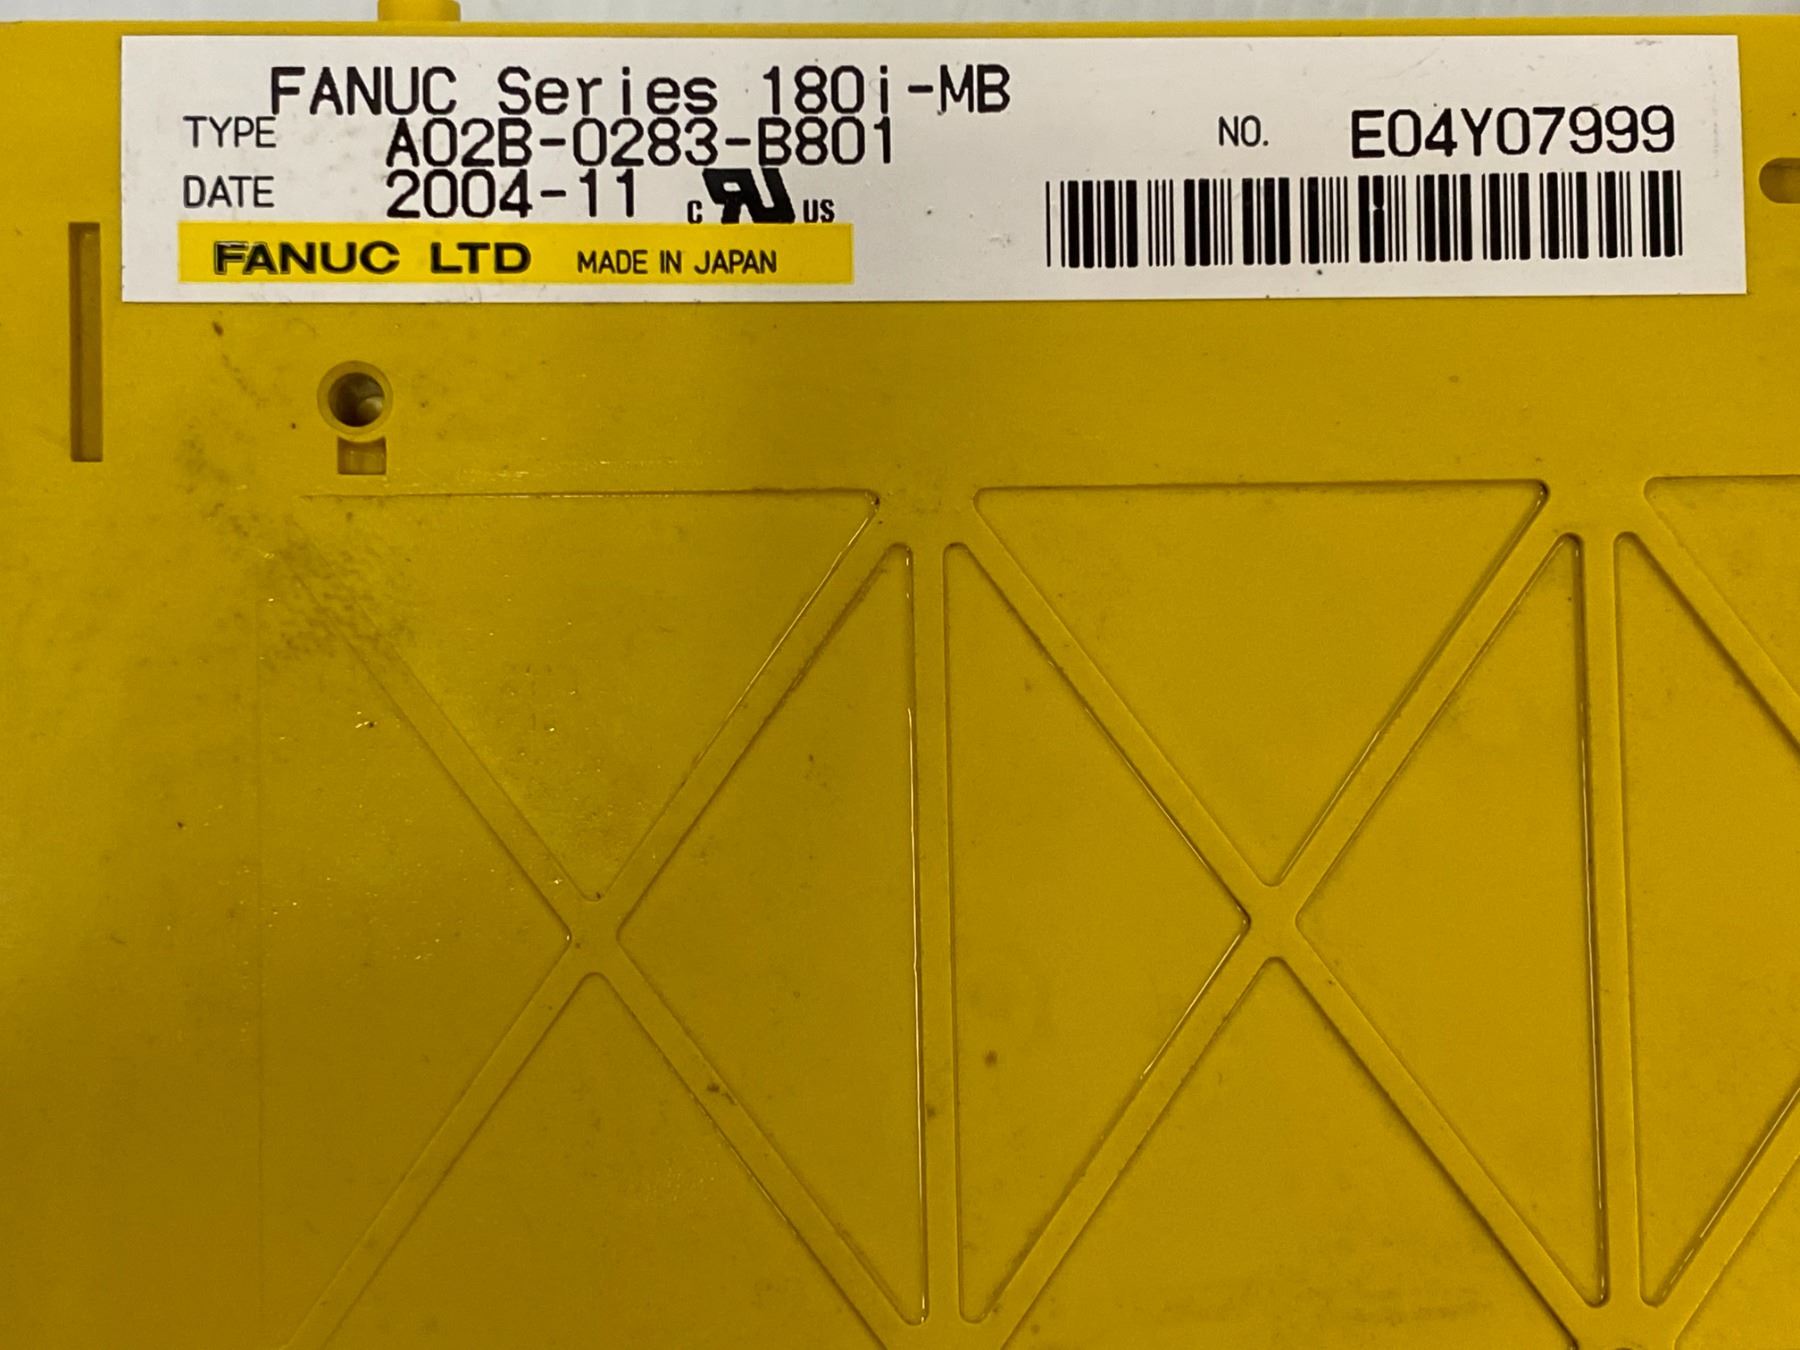 FANUC Series 180i-MB
TYPE A02B-0283-B801
NO. E04Y07999
DATE 2004-11 c RU US
FANUC LTD MADE IN JAPAN